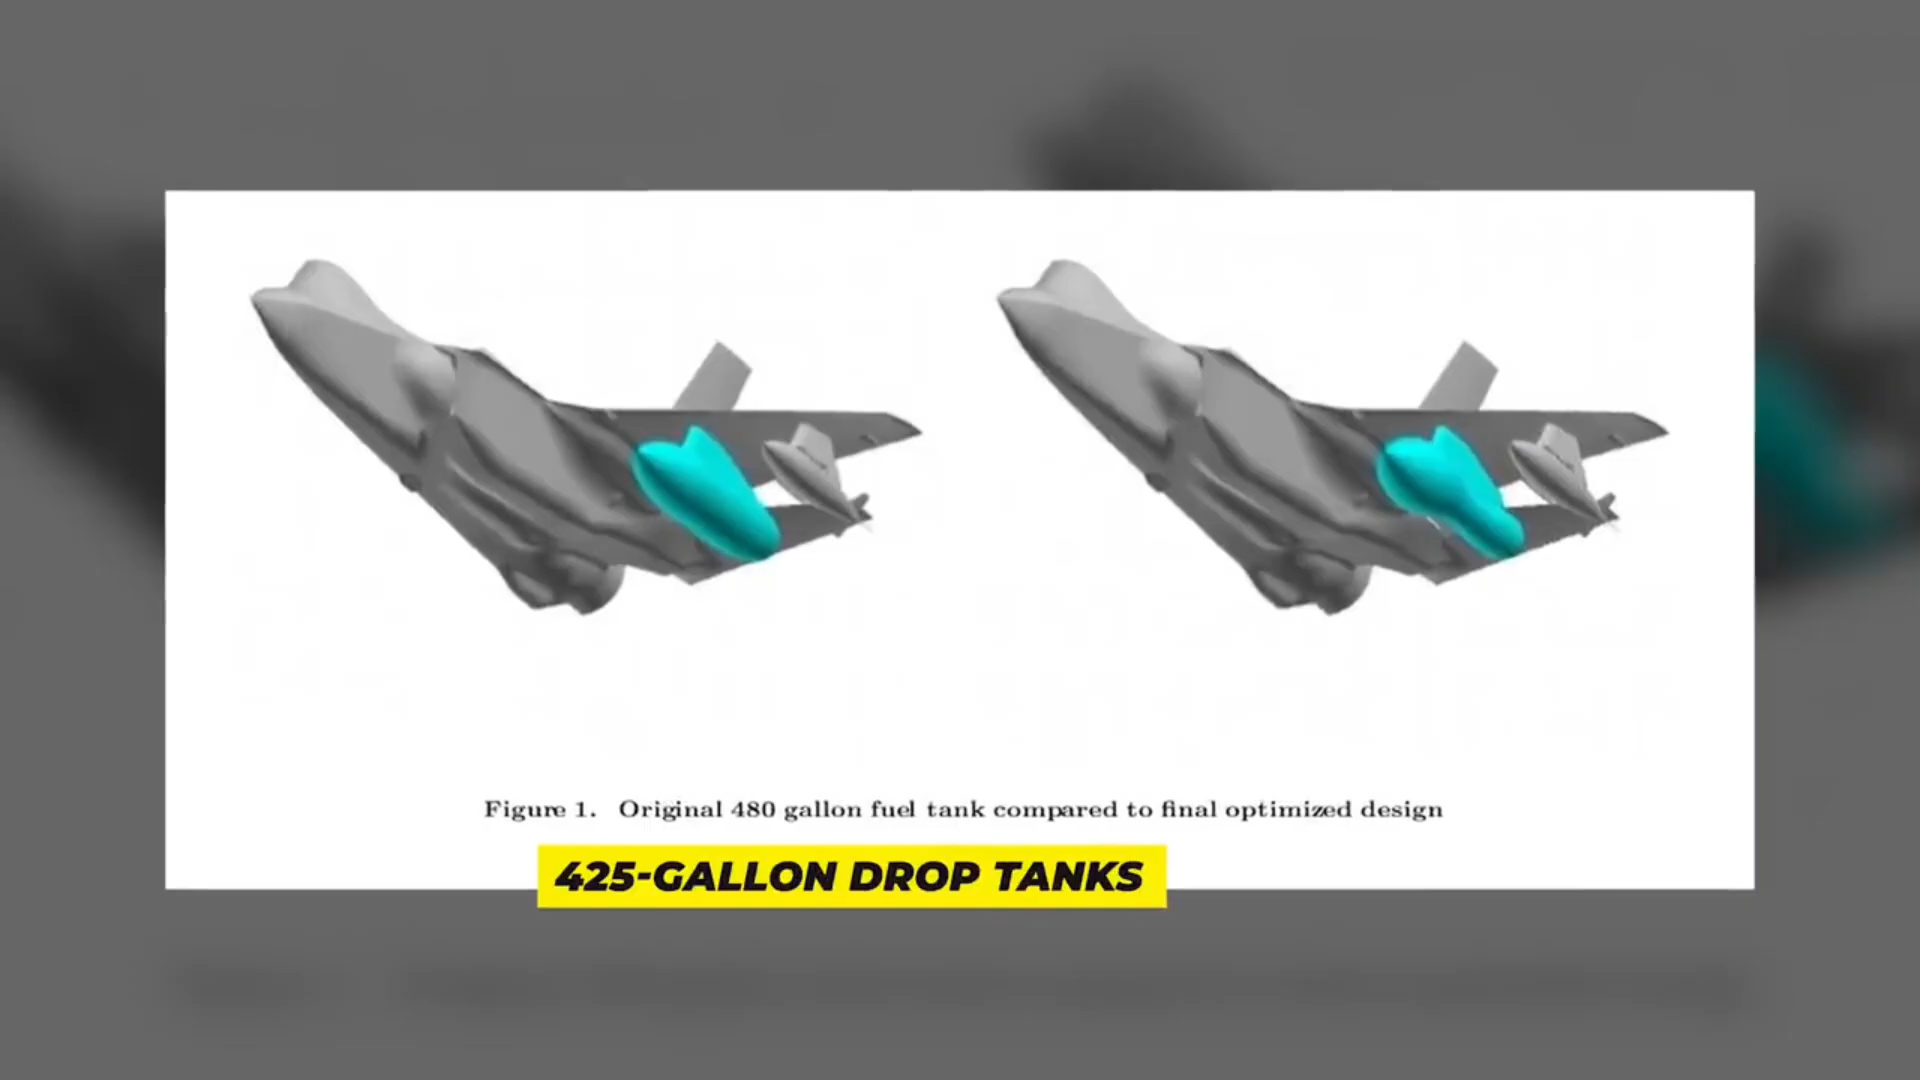 Figure 1. Original 480 gallon fuel tank compared to final optimized design
425-GALLON DROP TANKS